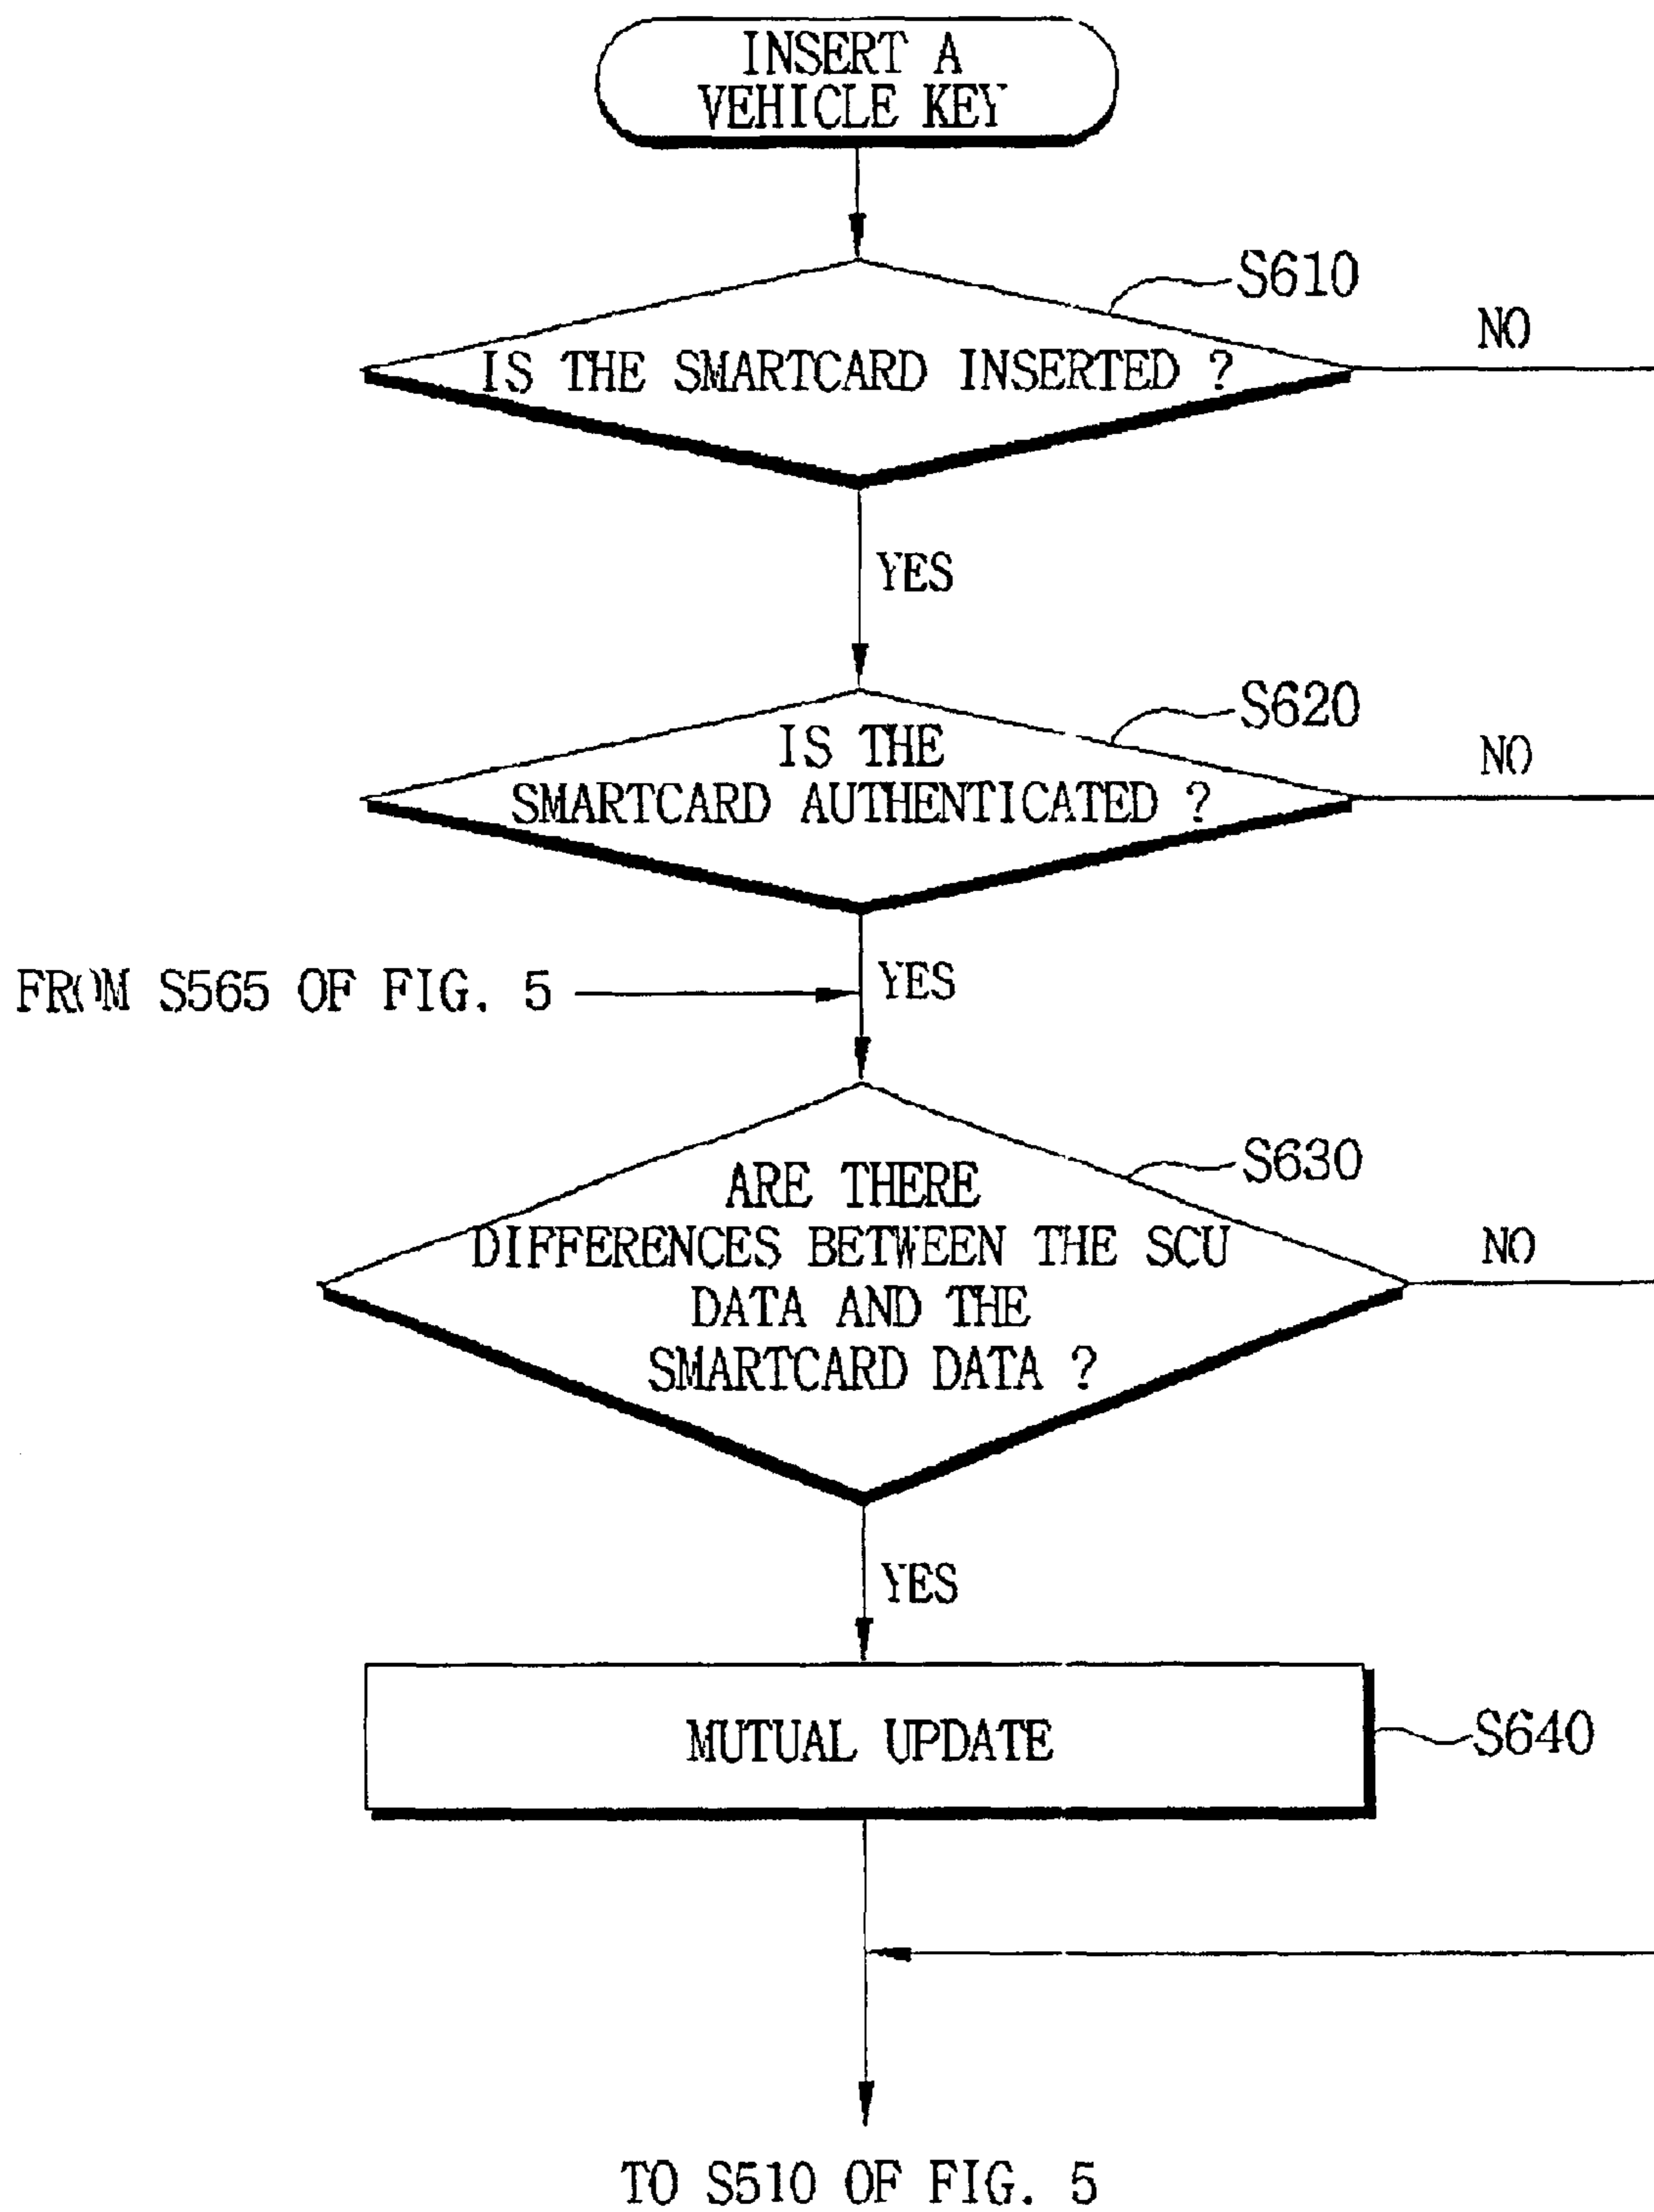 INSERT A
VEHICLE KEY
S610
NO
IS THE SMARTCARD INSERTED ?
YES
S620
IS THE
NO
SMARTCARD AUTHENTICATED ?
FROM S565 OF FIG. 5
YES
S630
ARE THERE
DIFFERENCES BETWEEN THE SCU
NO
DATA AND THE
SMARTCARD DATA ?
YES
MUTUAL UPDATE
S640
TO S510 OF FIG. 5